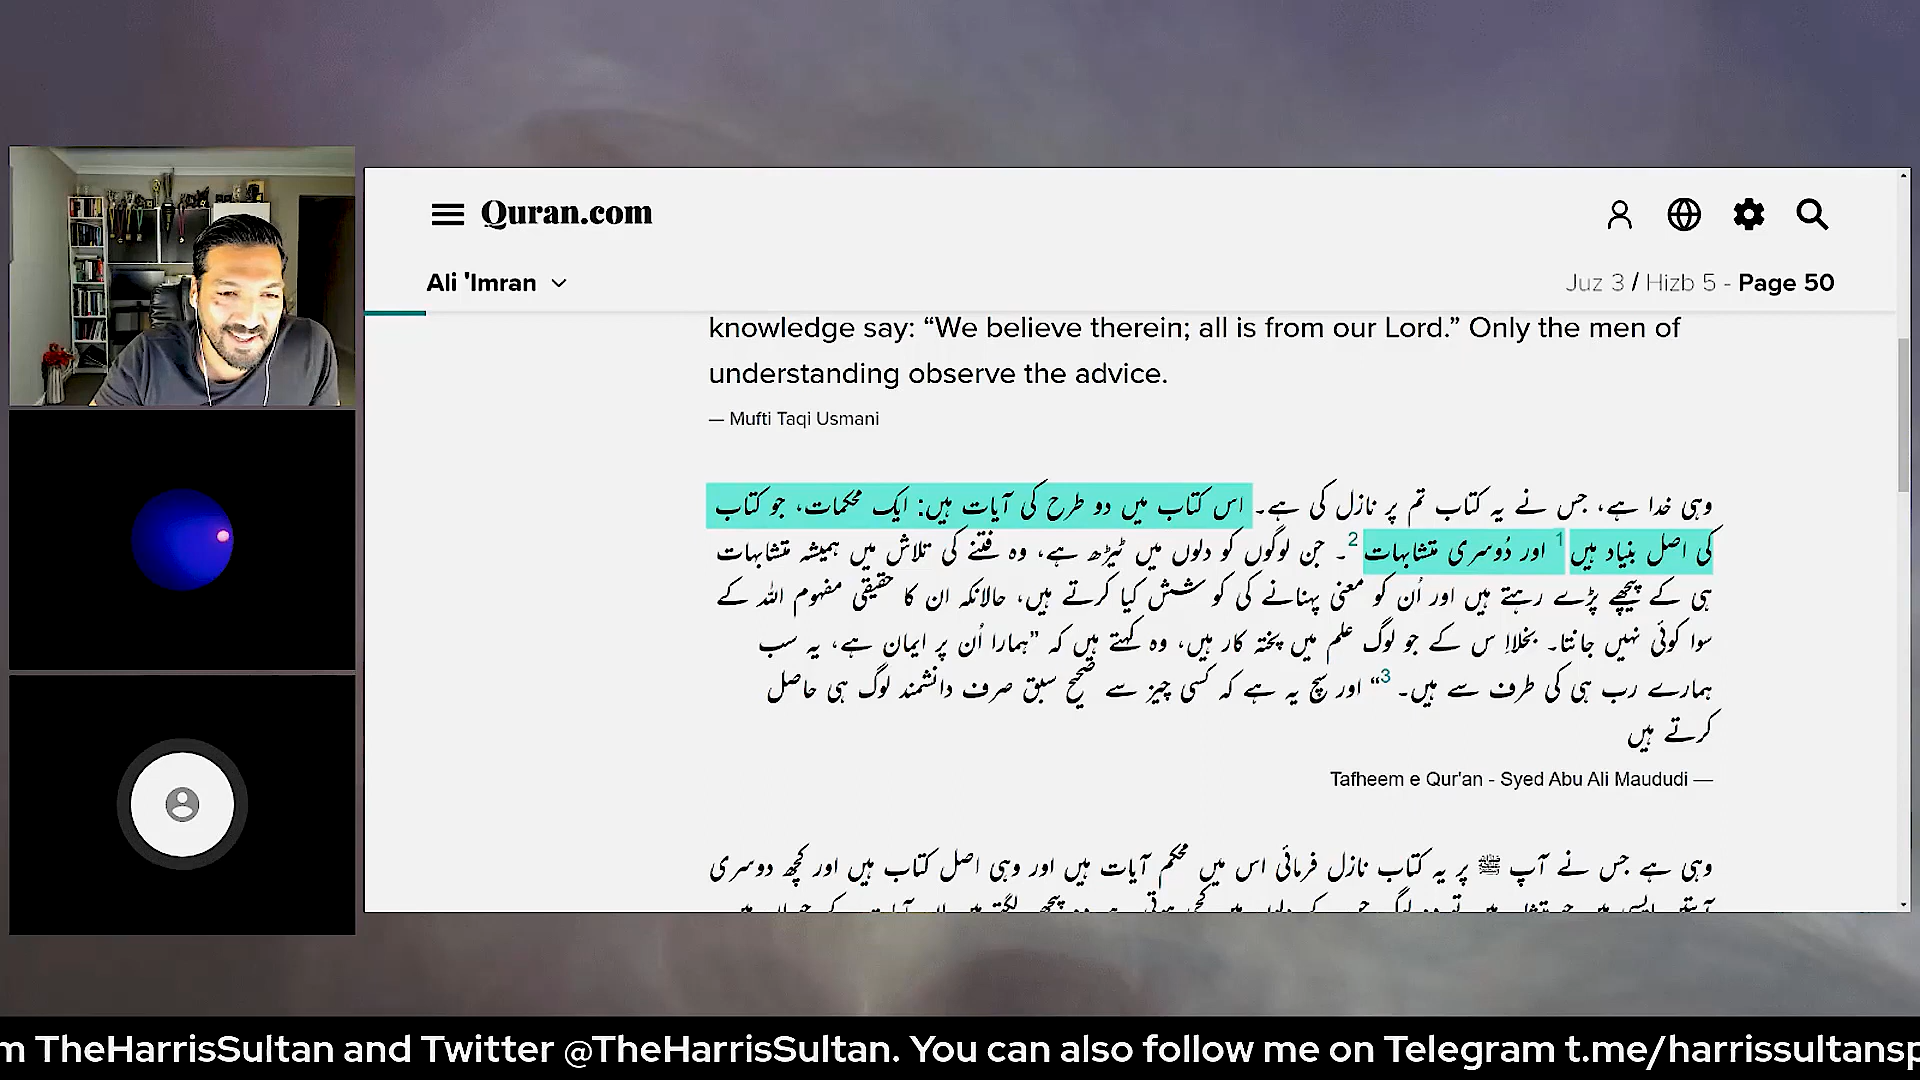 Quran.com
Ali 'Imran
Juz 3 / Hizb 5 - Page 50
knowledge say: “We believe therein; all is from our Lord.” Only the men of
understanding observe the advice.
— Mufti Taqi Usmani
وہی خدا ہے، جس نے یہ کتاب تم پر نازل کی ہے۔ اس کتاب میں دو طرح کی آیات ہیں: ایک محکمات، جو کتاب
کی اصل بنیاد ہیں 1 اور دُوسری متشابہات 2۔ جن لوگوں کو دلوں میں ٹیڑھ ہے، وہ فتنے کی تلاش میں ہمیشہ متشابہات
ہی کے پیچھے پڑے رہتے ہیں اور اُن کو معنی پہنانے کی کو شش کیا کرتے ہیں، حالانکہ ان کا حقیقی مفہوم اللہ کے
سوا کوئی نہیں جانتا۔ بخلاا س کے جو لوگ علم میں پختہ کار ہیں، وہ کہتے ہیں کہ ”ہمارا اُن پر ایمان ہے، یہ سب
ہمارے رب ہی کی طرف سے ہیں۔ 3“ اور سچ یہ ہے کہ کسی چیز سے صحیح سبق صرف دانشمند لوگ ہی حاصل
کرتے ہیں
Tafheem e Qur'an - Syed Abu Ali Maududi —
وہی ہے جس نے آپ ﷺ پر یہ کتاب نازل فرمائی اس میں محکم آیات ہیں اور وہی اصل کتاب ہیں اور کچھ دوسری
m TheHarrisSultan and Twitter @TheHarrisSultan. You can also follow me on Telegram t.me/harrissultansp